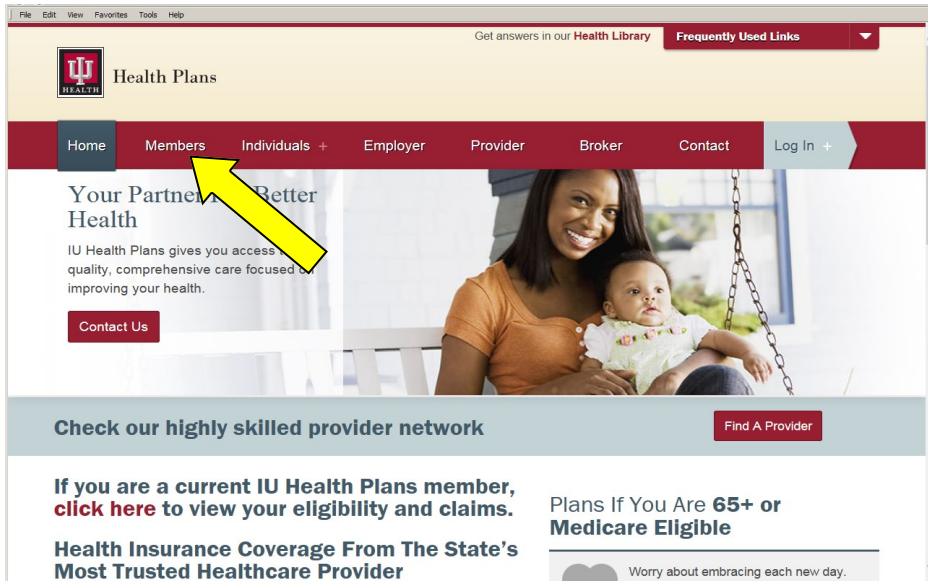 File Edit View Favorites Tools Help
Get answers in our Health Library
Frequently Used Links
HEALTH
Health Plans
Home Members Individuals + Employer Provider Broker Contact Log In +
Your Partner Better
Health
IU Health Plans gives you access
quality, comprehensive care focused
improving your health.
Contact Us
Check our highly skilled provider network
Find A Provider
If you are a current IU Health Plans member,
click here to view your eligibility and claims.
Health Insurance Coverage From The State's
Most Trusted Healthcare Provider
Plans If You Are 65+ or
Medicare Eligible
Worry about embracing each new day.